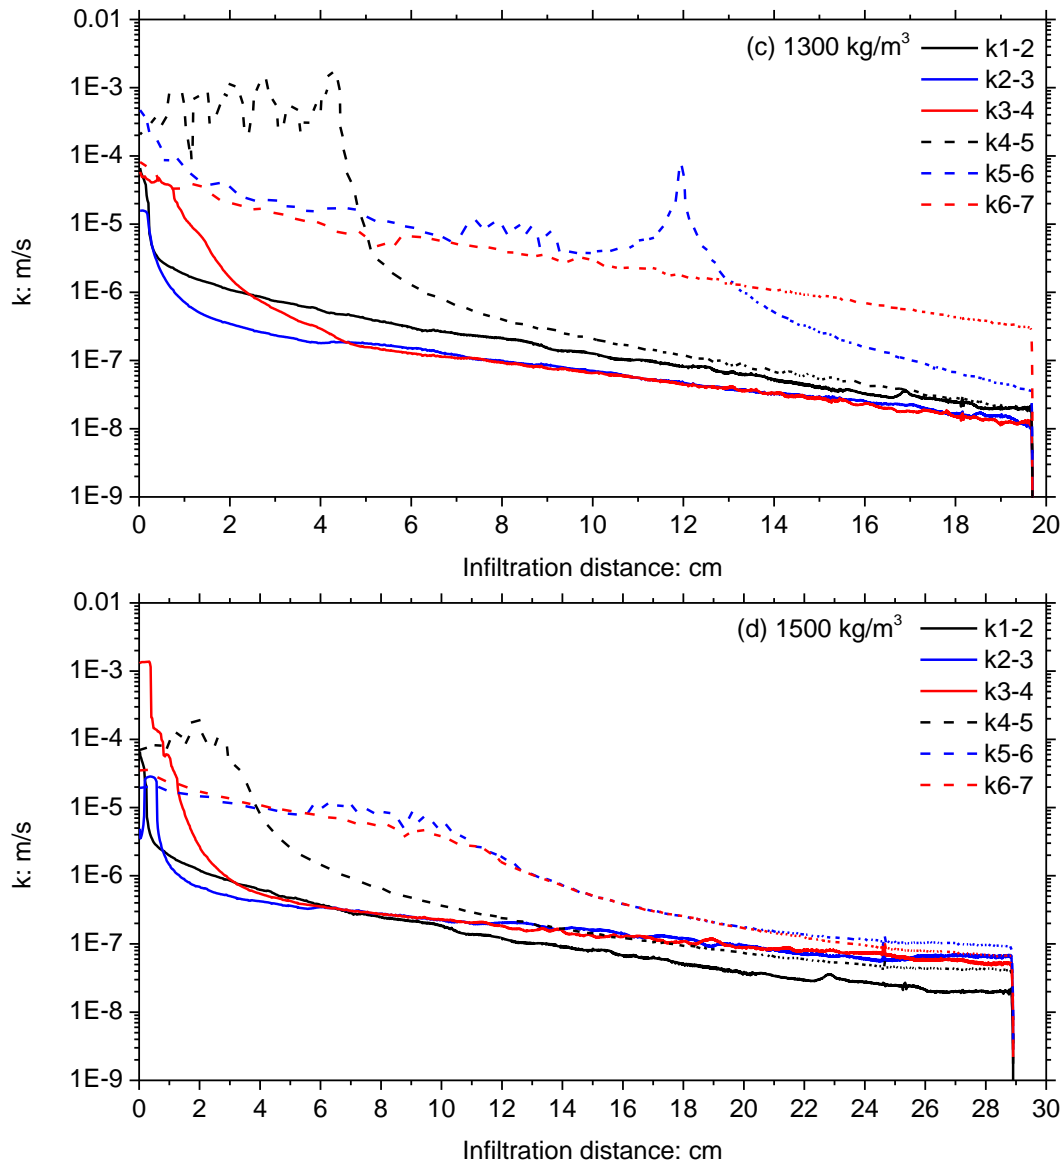 0.01
(c) 1300 kg/m³
k1-2
k2-3
k3-4
k4-5
k5-6
k6-7
1E-3
1E-4
1E-5
1E-6
1E-7
1E-8
1E-9
k: m/s
0 2 4 6 8 10 12 14 16 18 20
Infiltration distance: cm
0.01
(d) 1500 kg/m³
k1-2
k2-3
k3-4
k4-5
k5-6
k6-7
1E-3
1E-4
1E-5
1E-6
1E-7
1E-8
1E-9
k: m/s
0 2 4 6 8 10 12 14 16 18 20 22 24 26 28 30
Infiltration distance: cm